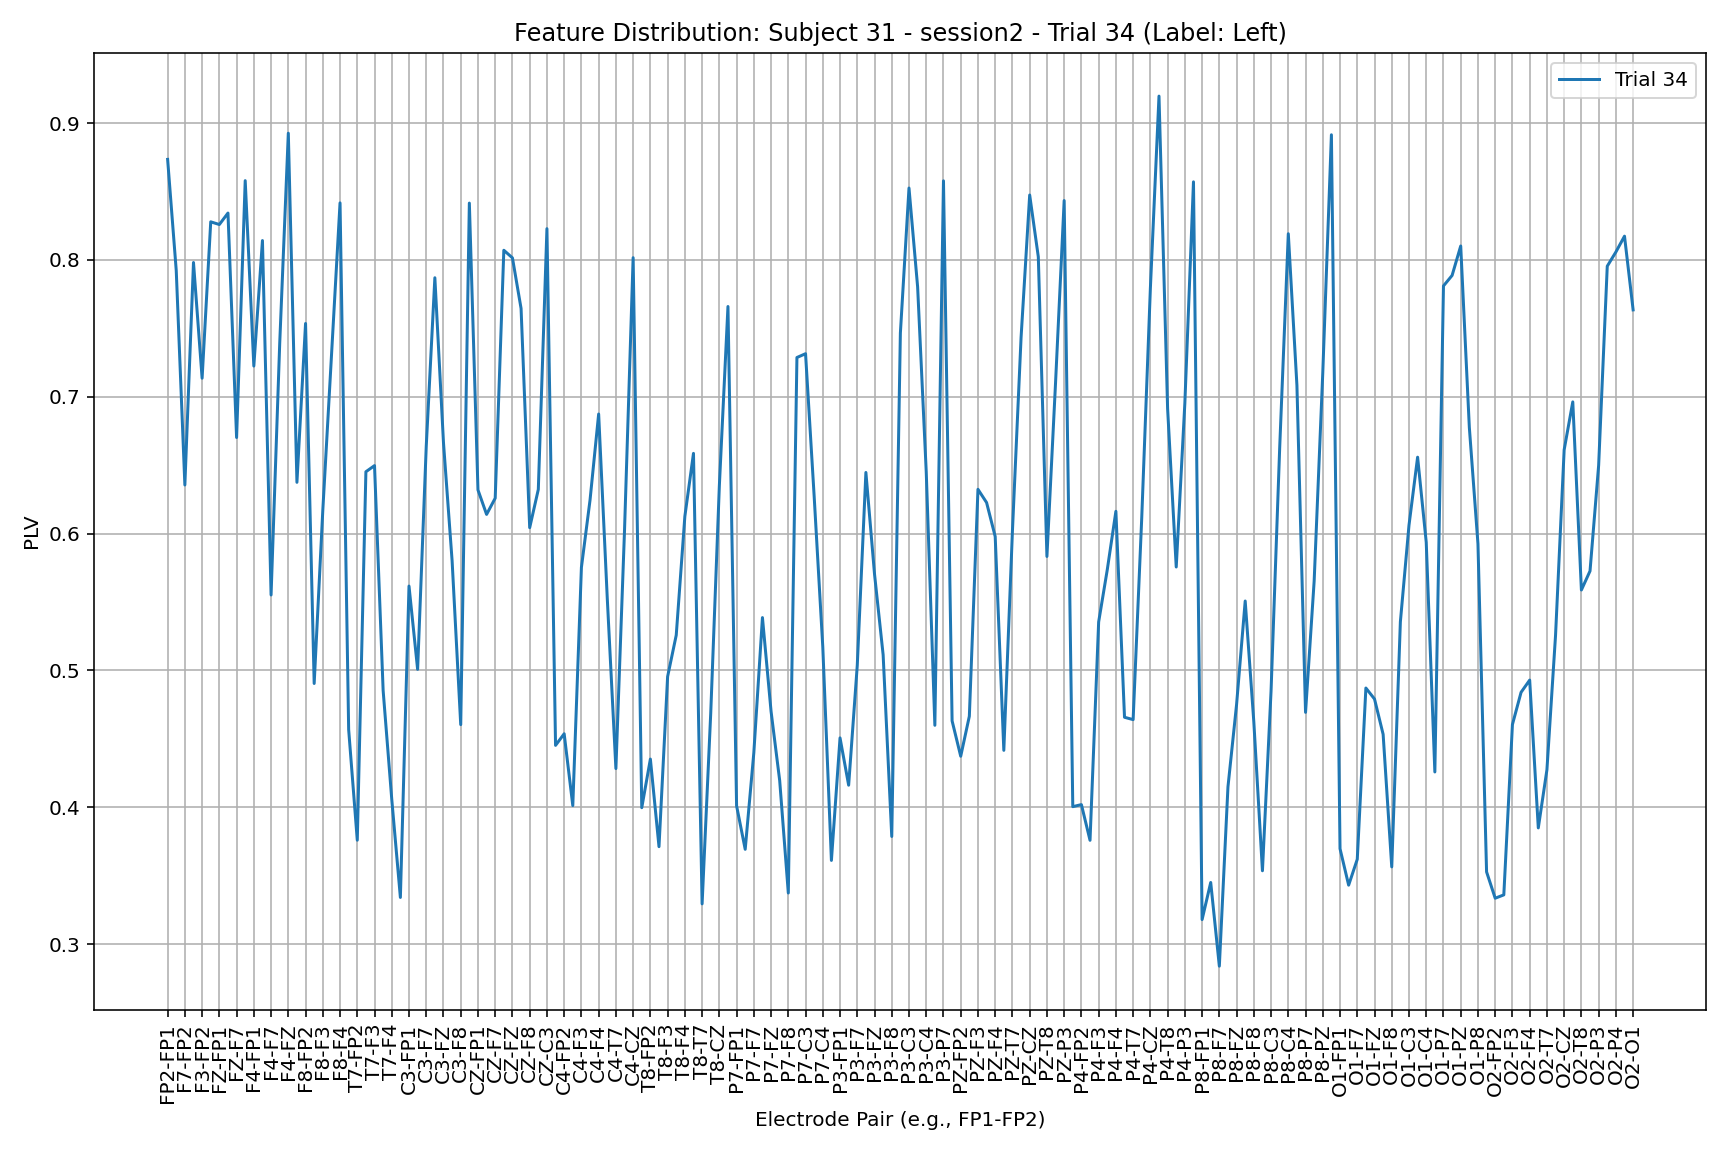 Feature Distribution: Subject 31 - session2 - Trial 34 (Label: Left)
Trial 34
PLV
0.9
0.8
0.7
0.6
0.5
0.4
0.3
FP2-FP1
F7-FP2
F3-FP2
FZ-FP1
FZ-F7
F4-FP1
F4-F7
F4-FZ
F8-FP2
F8-F3
F8-F4
T7-FP2
T7-F3
T7-F4
C3-FP1
C3-F7
C3-FZ
C3-F8
CZ-FP1
CZ-F7
CZ-FZ
CZ-F8
CZ-C3
C4-FP2
C4-F3
C4-F4
C4-T7
C4-CZ
T8-FP2
T8-F3
T8-F4
T8-T7
T8-CZ
P7-FP1
P7-F7
P7-FZ
P7-F8
P7-C3
P7-C4
P3-FP1
P3-F7
P3-FZ
P3-F8
P3-C3
P3-C4
P3-P7
PZ-FP2
PZ-F3
PZ-F4
PZ-T7
PZ-CZ
PZ-T8
PZ-P3
P4-FP2
P4-F3
P4-F4
P4-T7
P4-CZ
P4-T8
P4-P3
P8-FP1
P8-F7
P8-FZ
P8-F8
P8-C3
P8-C4
P8-P7
P8-PZ
O1-FP1
O1-F7
O1-FZ
O1-F8
O1-C3
O1-C4
O1-P7
O1-PZ
O1-P8
O2-FP2
O2-F3
O2-F4
O2-T7
O2-CZ
O2-T8
O2-P3
O2-P4
O2-O1
Electrode Pair (e.g., FP1-FP2)